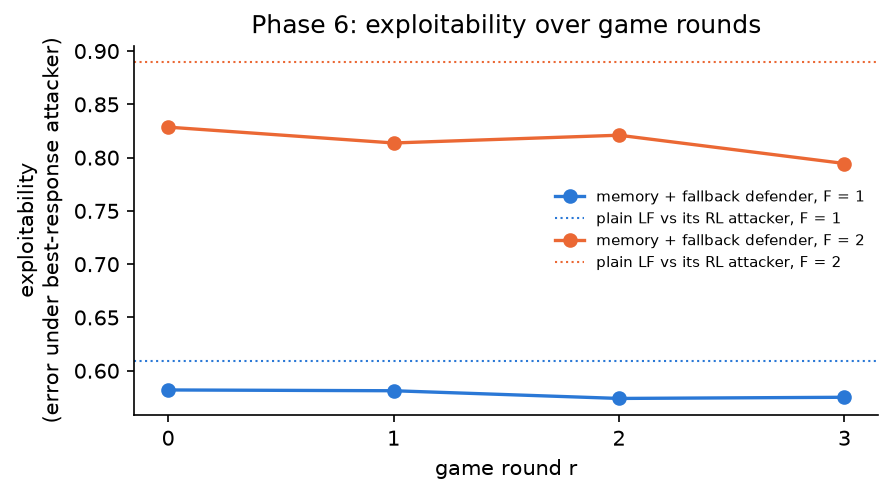 Phase 6: exploitability over game rounds
exploitability
(error under best-response attacker)
0.90
0.85
0.80
0.75
0.70
0.65
0.60
memory + fallback defender, F = 1
plain LF vs its RL attacker, F = 1
memory + fallback defender, F = 2
plain LF vs its RL attacker, F = 2
0 1 2 3
game round r